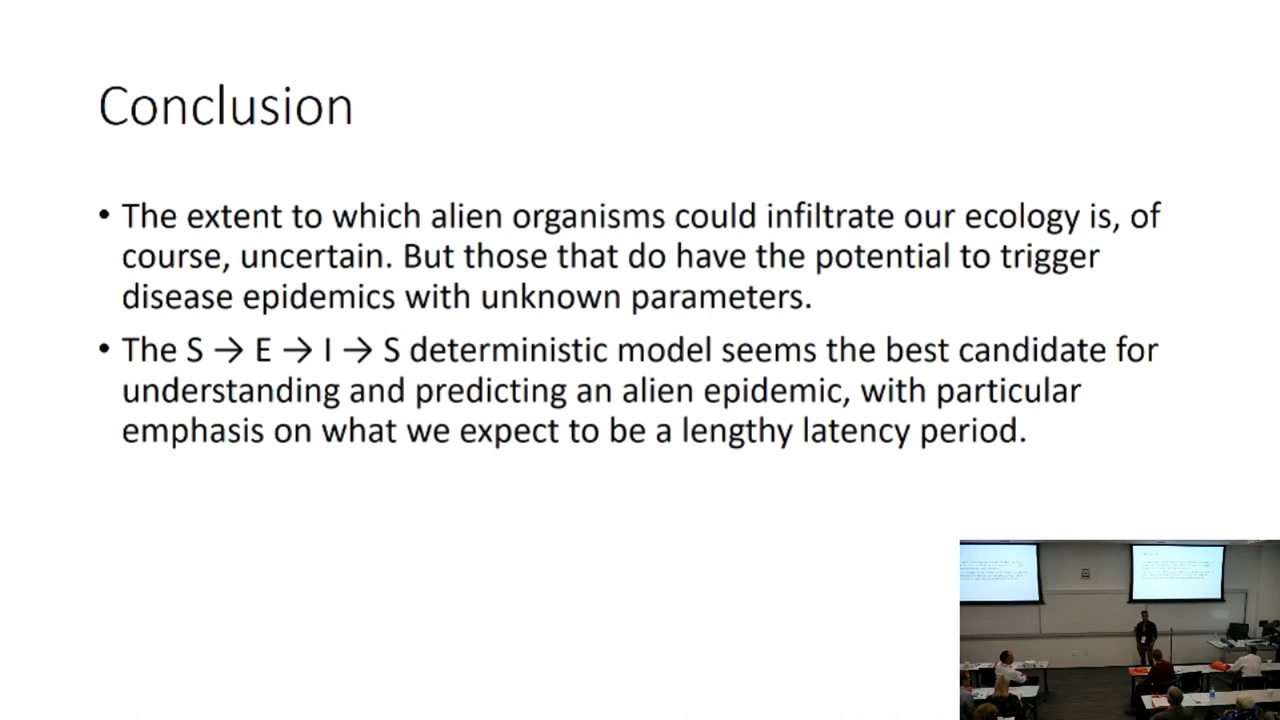 Conclusion
• The extent to which alien organisms could infiltrate our ecology is, of
course, uncertain. But those that do have the potential to trigger
disease epidemics with unknown parameters.
• The S → E → I → S deterministic model seems the best candidate for
understanding and predicting an alien epidemic, with particular
emphasis on what we expect to be a lengthy latency period.